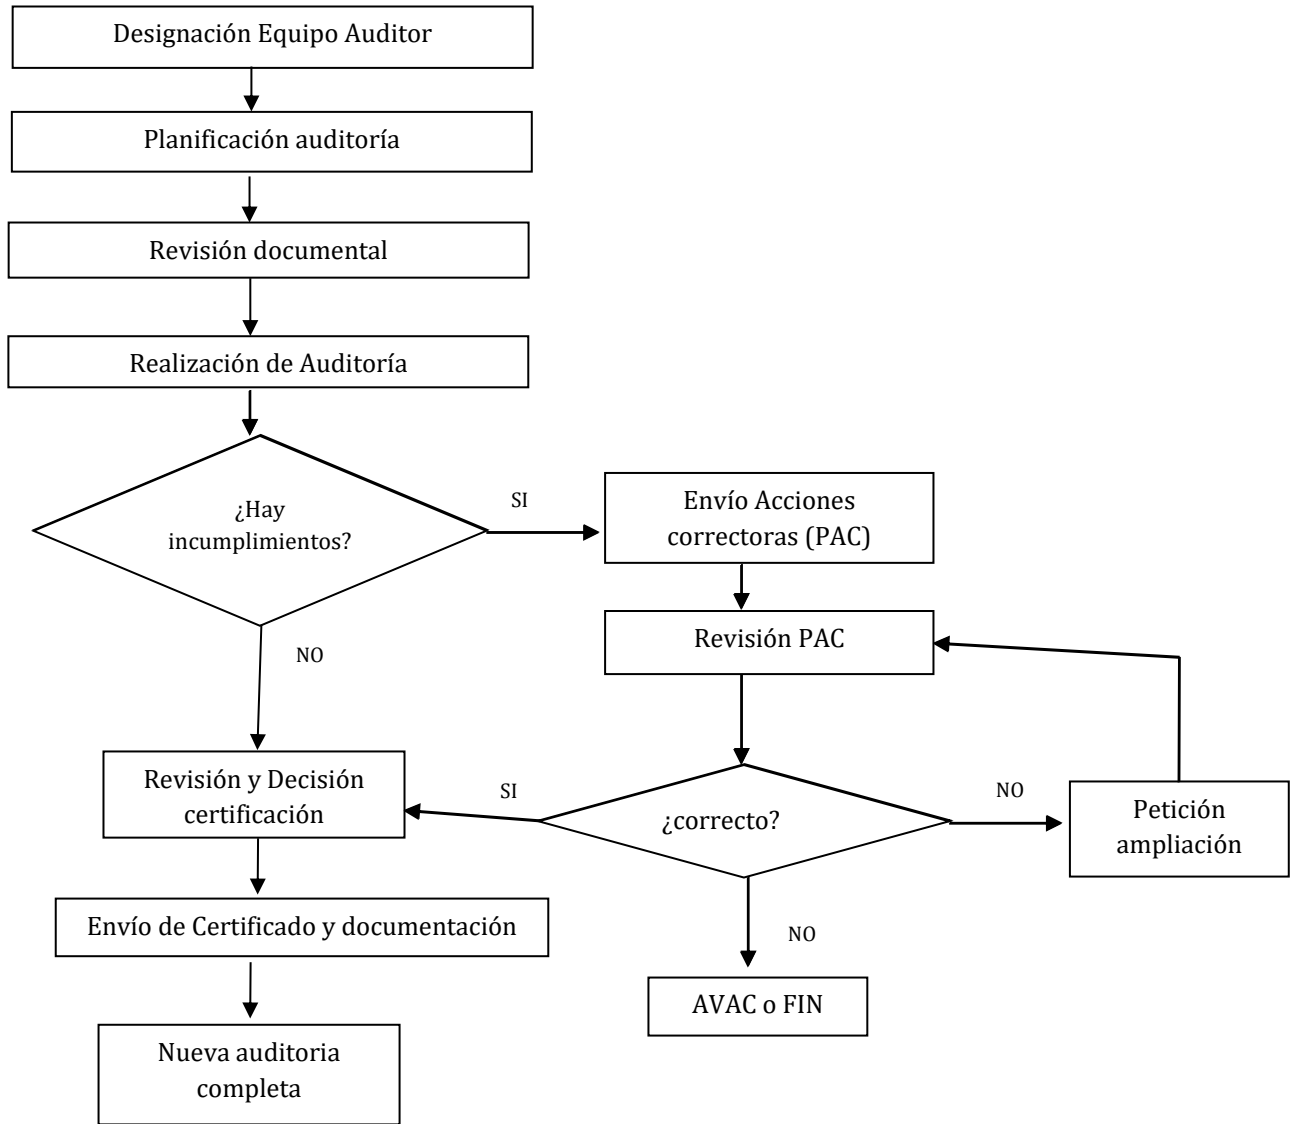 Designación Equipo Auditor
Planificación auditoría
Revisión documental
Realización de Auditoría
¿Hay
incumplimientos?
SI
Envío Acciones
correctoras (PAC)
Revisión PAC
NO
Revisión y Decisión
certificación
SI
¿correcto?
NO
Petición
ampliación
Envío de Certificado y documentación
NO
AVAC o FIN
Nueva auditoria
completa